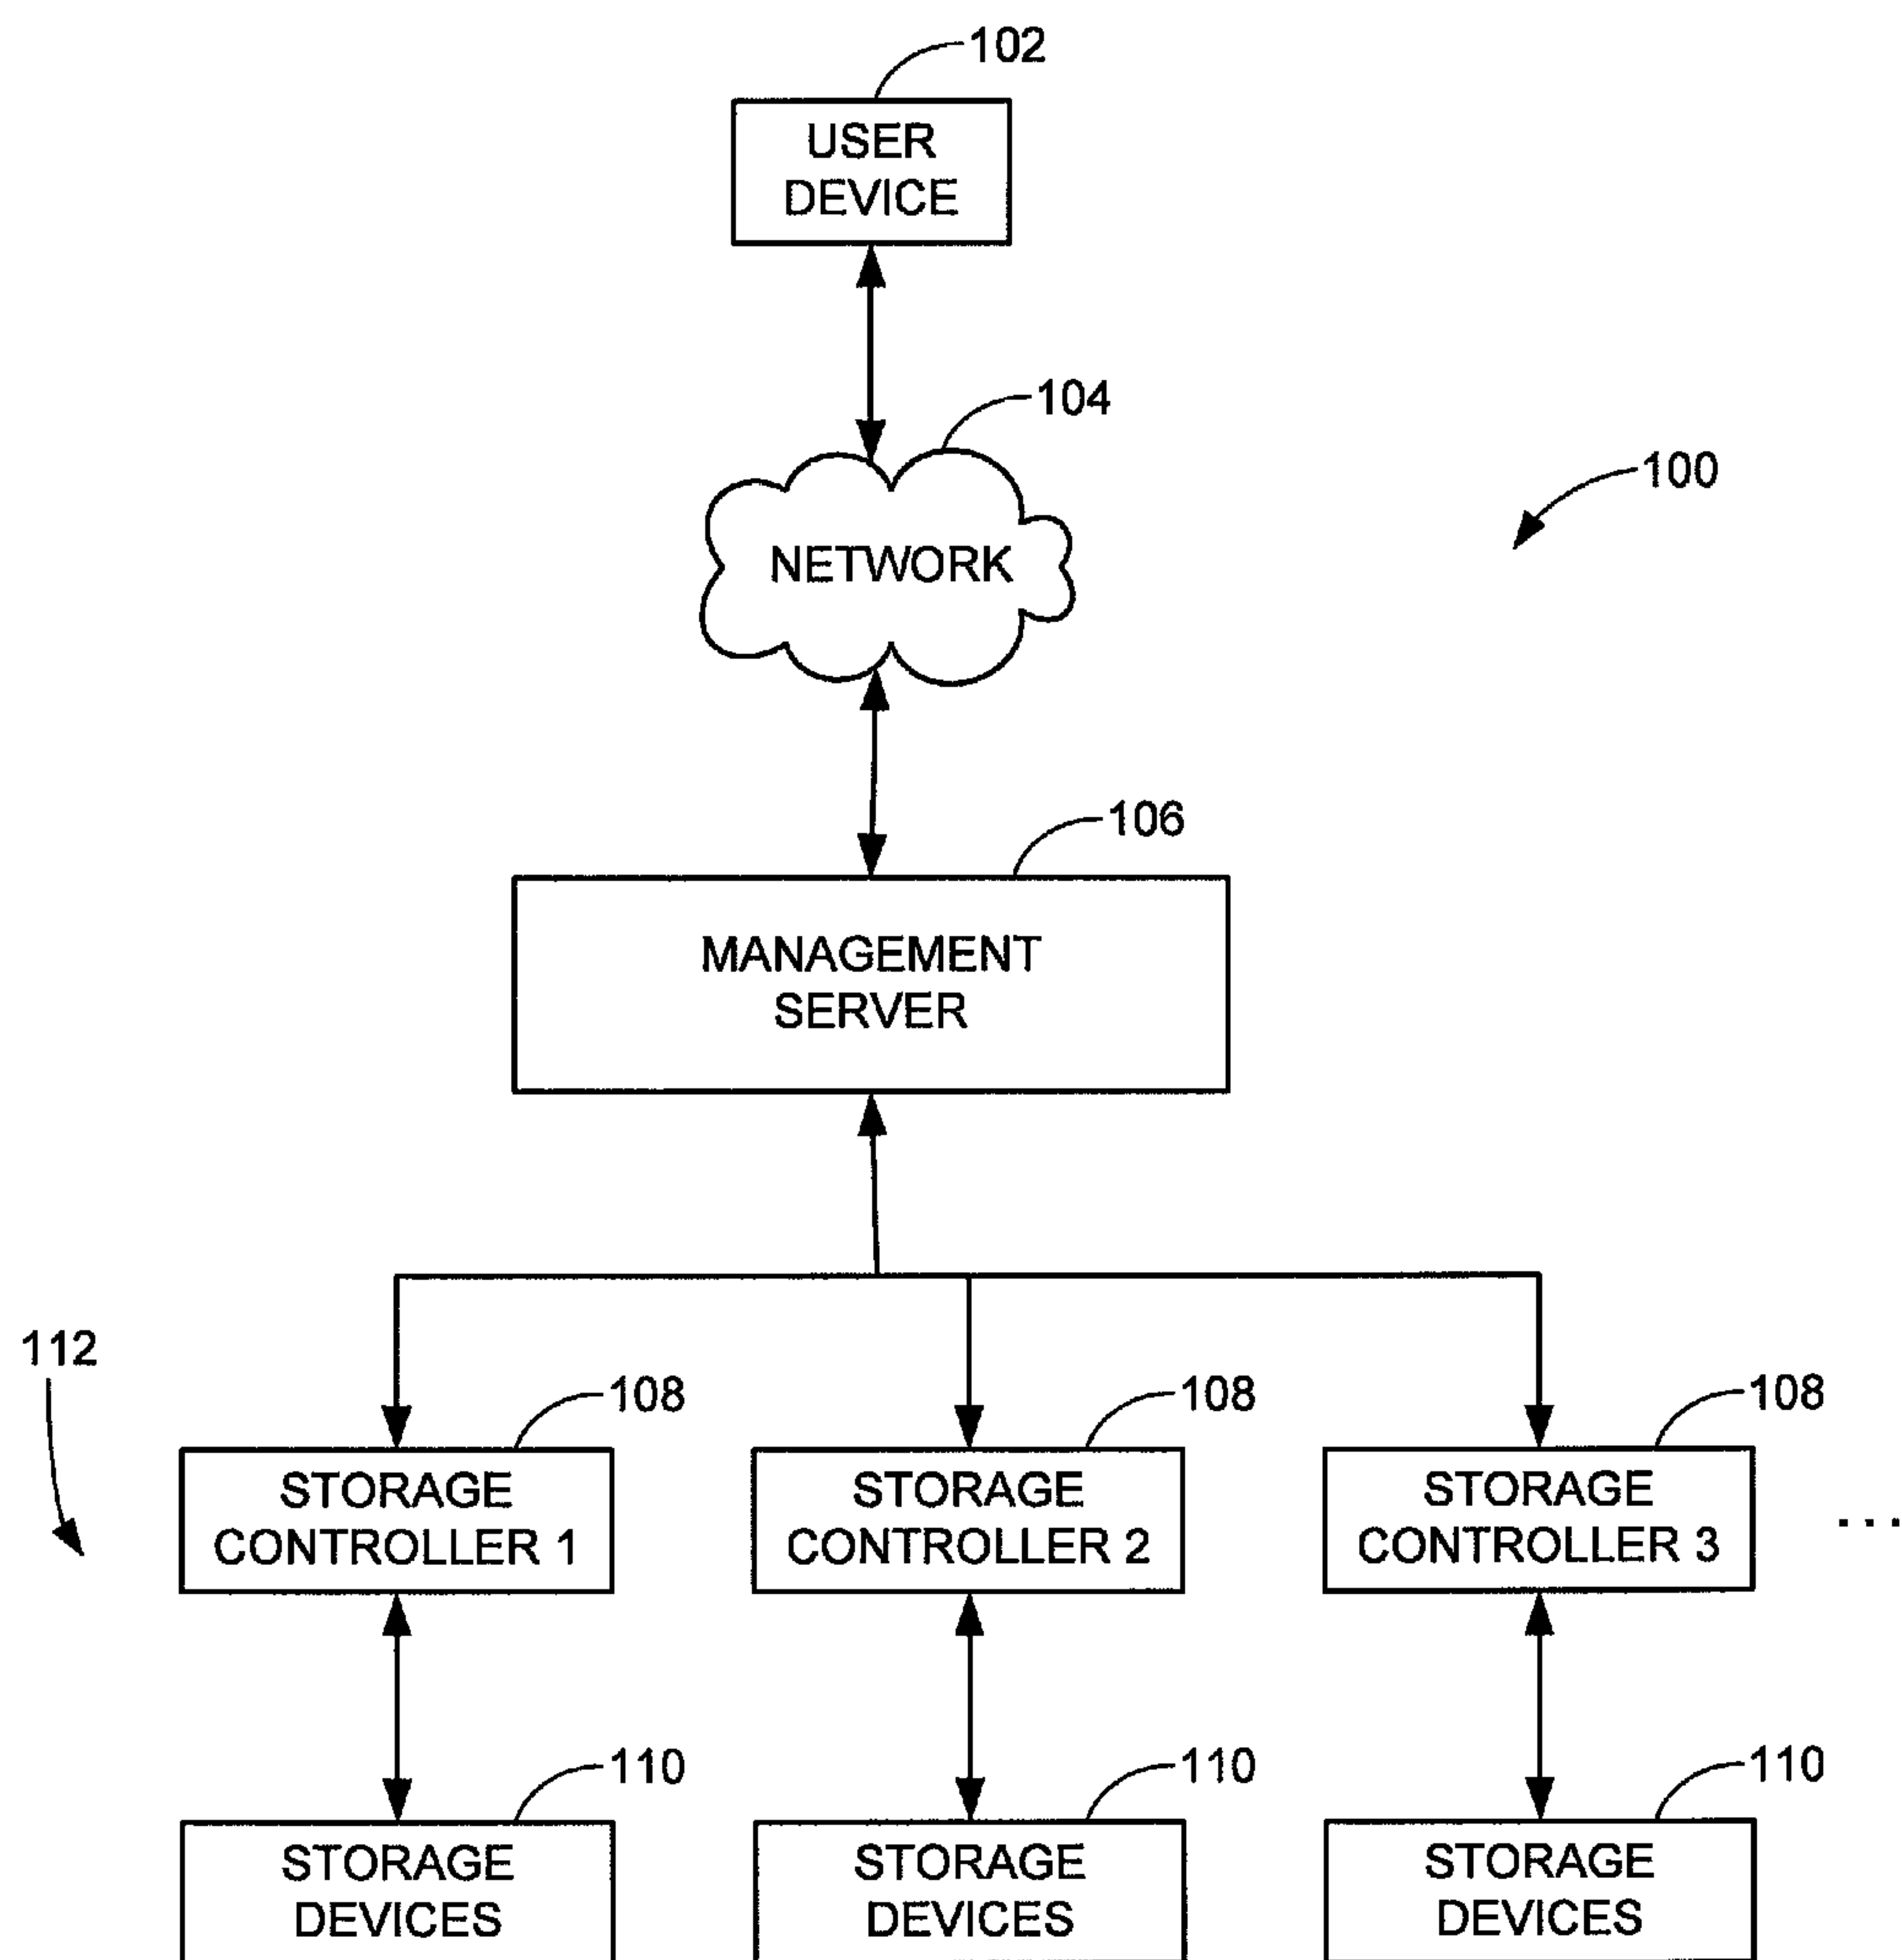 102
USER
DEVICE
104
100
NETWORK
106
MANAGEMENT
SERVER
112
108
108
108
STORAGE
CONTROLLER 1
STORAGE
CONTROLLER 2
STORAGE
CONTROLLER 3
...
110
110
110
STORAGE
DEVICES
STORAGE
DEVICES
STORAGE
DEVICES